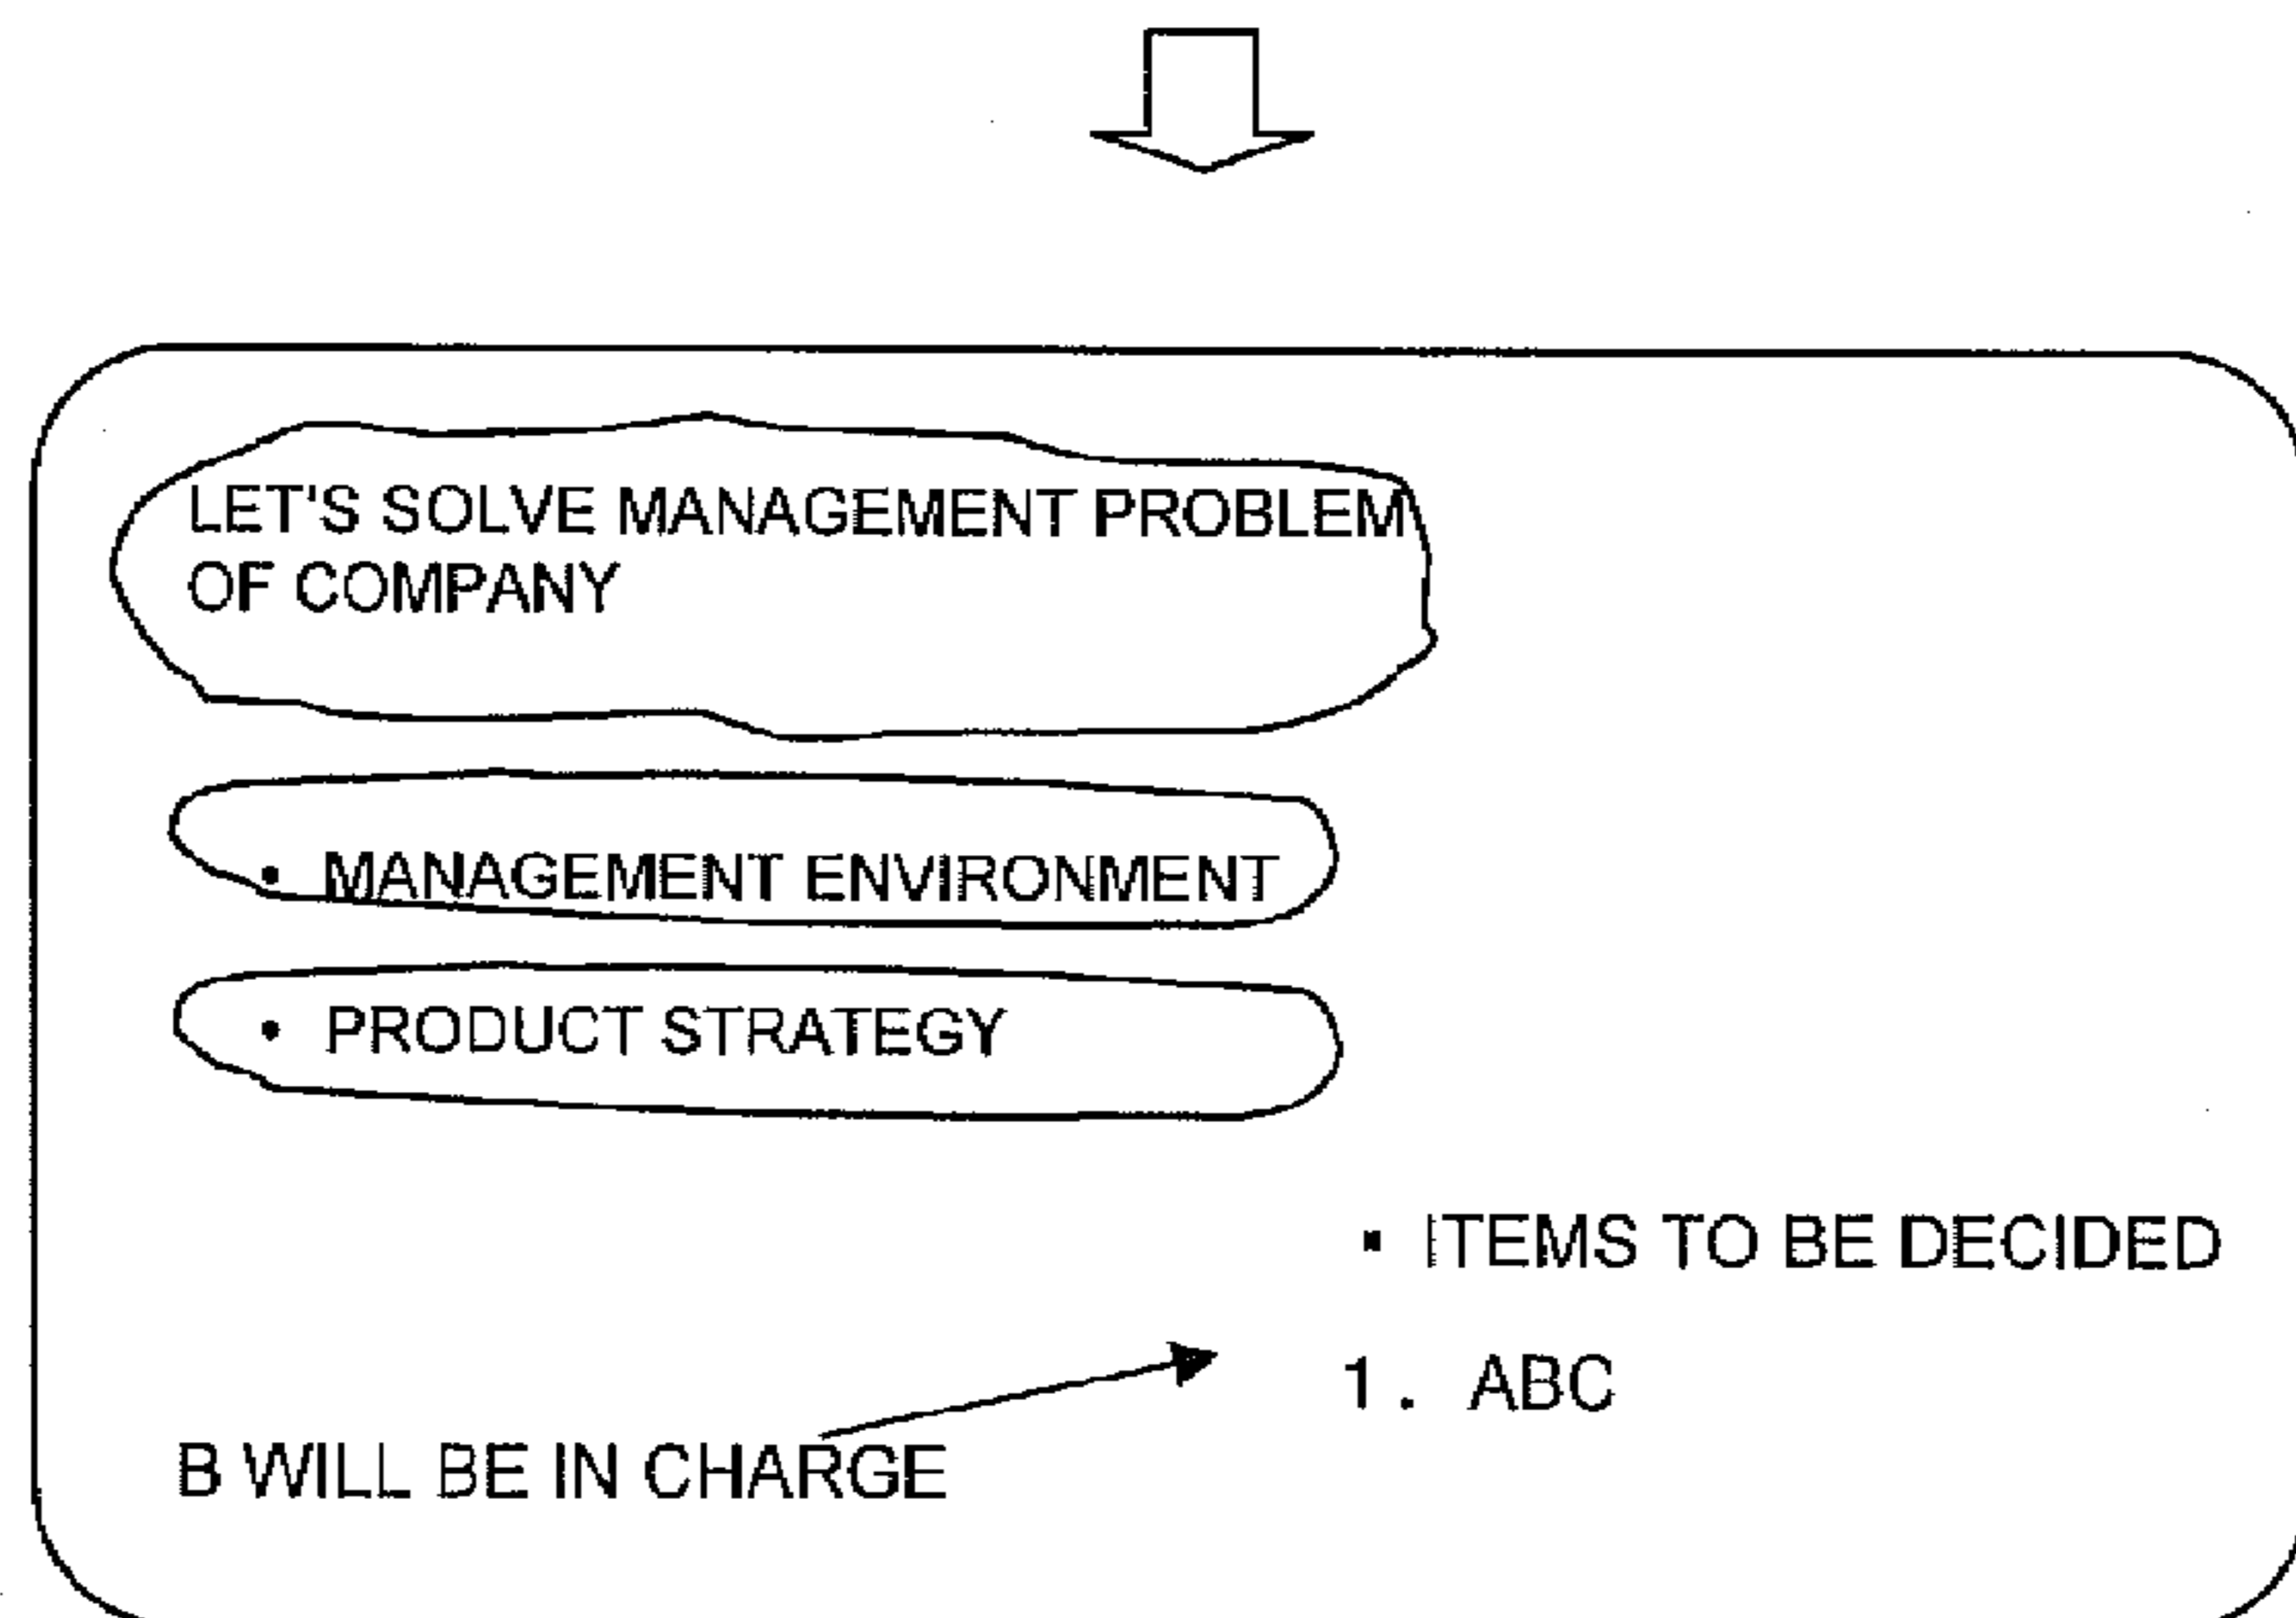 LET'S SOLVE MANAGEMENT PROBLEM
OF COMPANY
• MANAGEMENT ENVIRONMENT
• PRODUCT STRATEGY
▪ ITEMS TO BE DECIDED
1. ABC
B WILL BE IN CHARGE